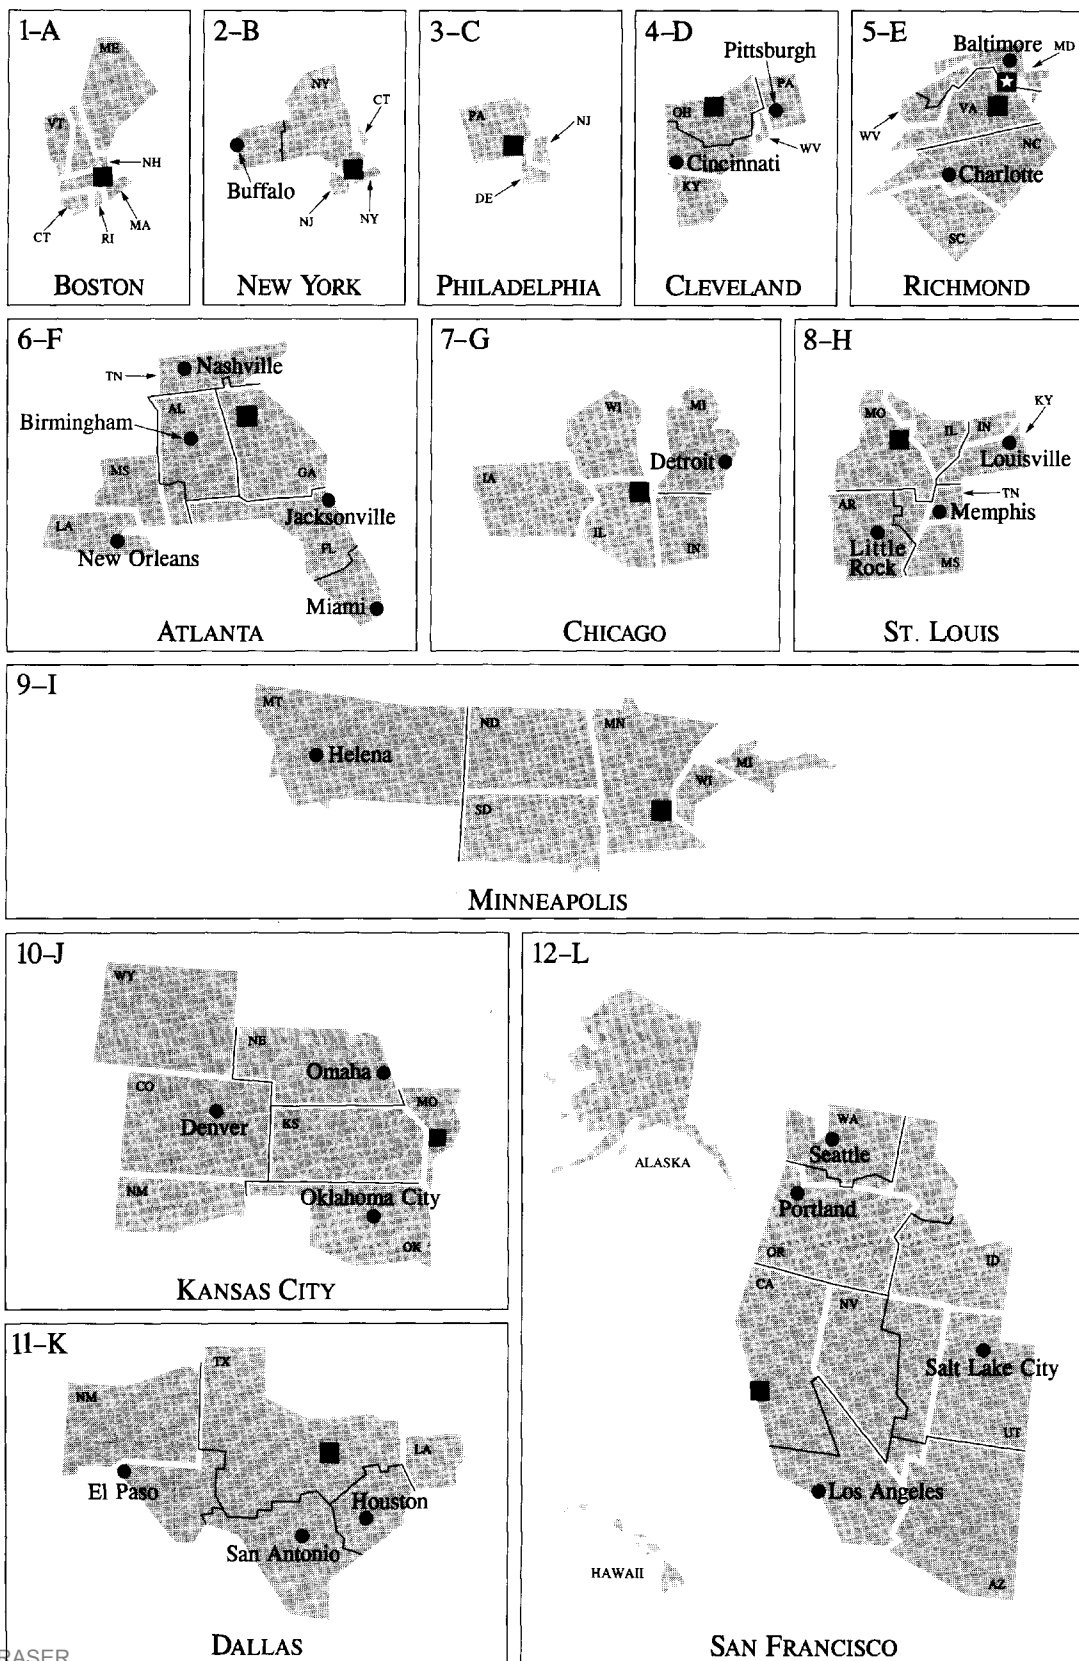 1–A
ME
VT
NH
MA
RI
CT
BOSTON
2–B
NY
CT
Buffalo
NJ
NY
NEW YORK
3–C
PA
NJ
DE
PHILADELPHIA
4–D
Pittsburgh
PA
OH
WV
Cincinnati
KY
CLEVELAND
5–E
Baltimore
MD
VA
WV
NC
Charlotte
SC
RICHMOND
6–F
Nashville
TN
AL
Birmingham
MS
GA
Jacksonville
LA
New Orleans
FL
Miami
ATLANTA
7–G
WI
MI
Detroit
IA
IL
IN
CHICAGO
8–H
KY
MO
IL
IN
Louisville
TN
AR
Memphis
Little
Rock
MS
ST. LOUIS
9–I
MT
ND
MN
Helena
MI
WI
SD
MINNEAPOLIS
10–J
WY
NE
Omaha
CO
MO
Denver
KS
NM
Oklahoma City
OK
KANSAS CITY
11–K
TX
NM
LA
El Paso
Houston
San Antonio
DALLAS
12–L
WA
Seattle
ALASKA
Portland
OR
ID
CA
NV
Salt Lake City
UT
Los Angeles
HAWAII
AZ
SAN FRANCISCO